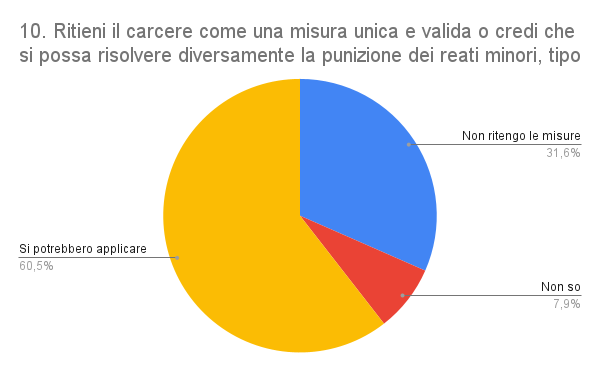 10. Ritieni il carcere come una misura unica e valida o credi che
si possa risolvere diversamente la punizione dei reati minori, tipo
Non ritengo le misure
31,6%
Si potrebbero applicare
60,5%
Non so
7,9%